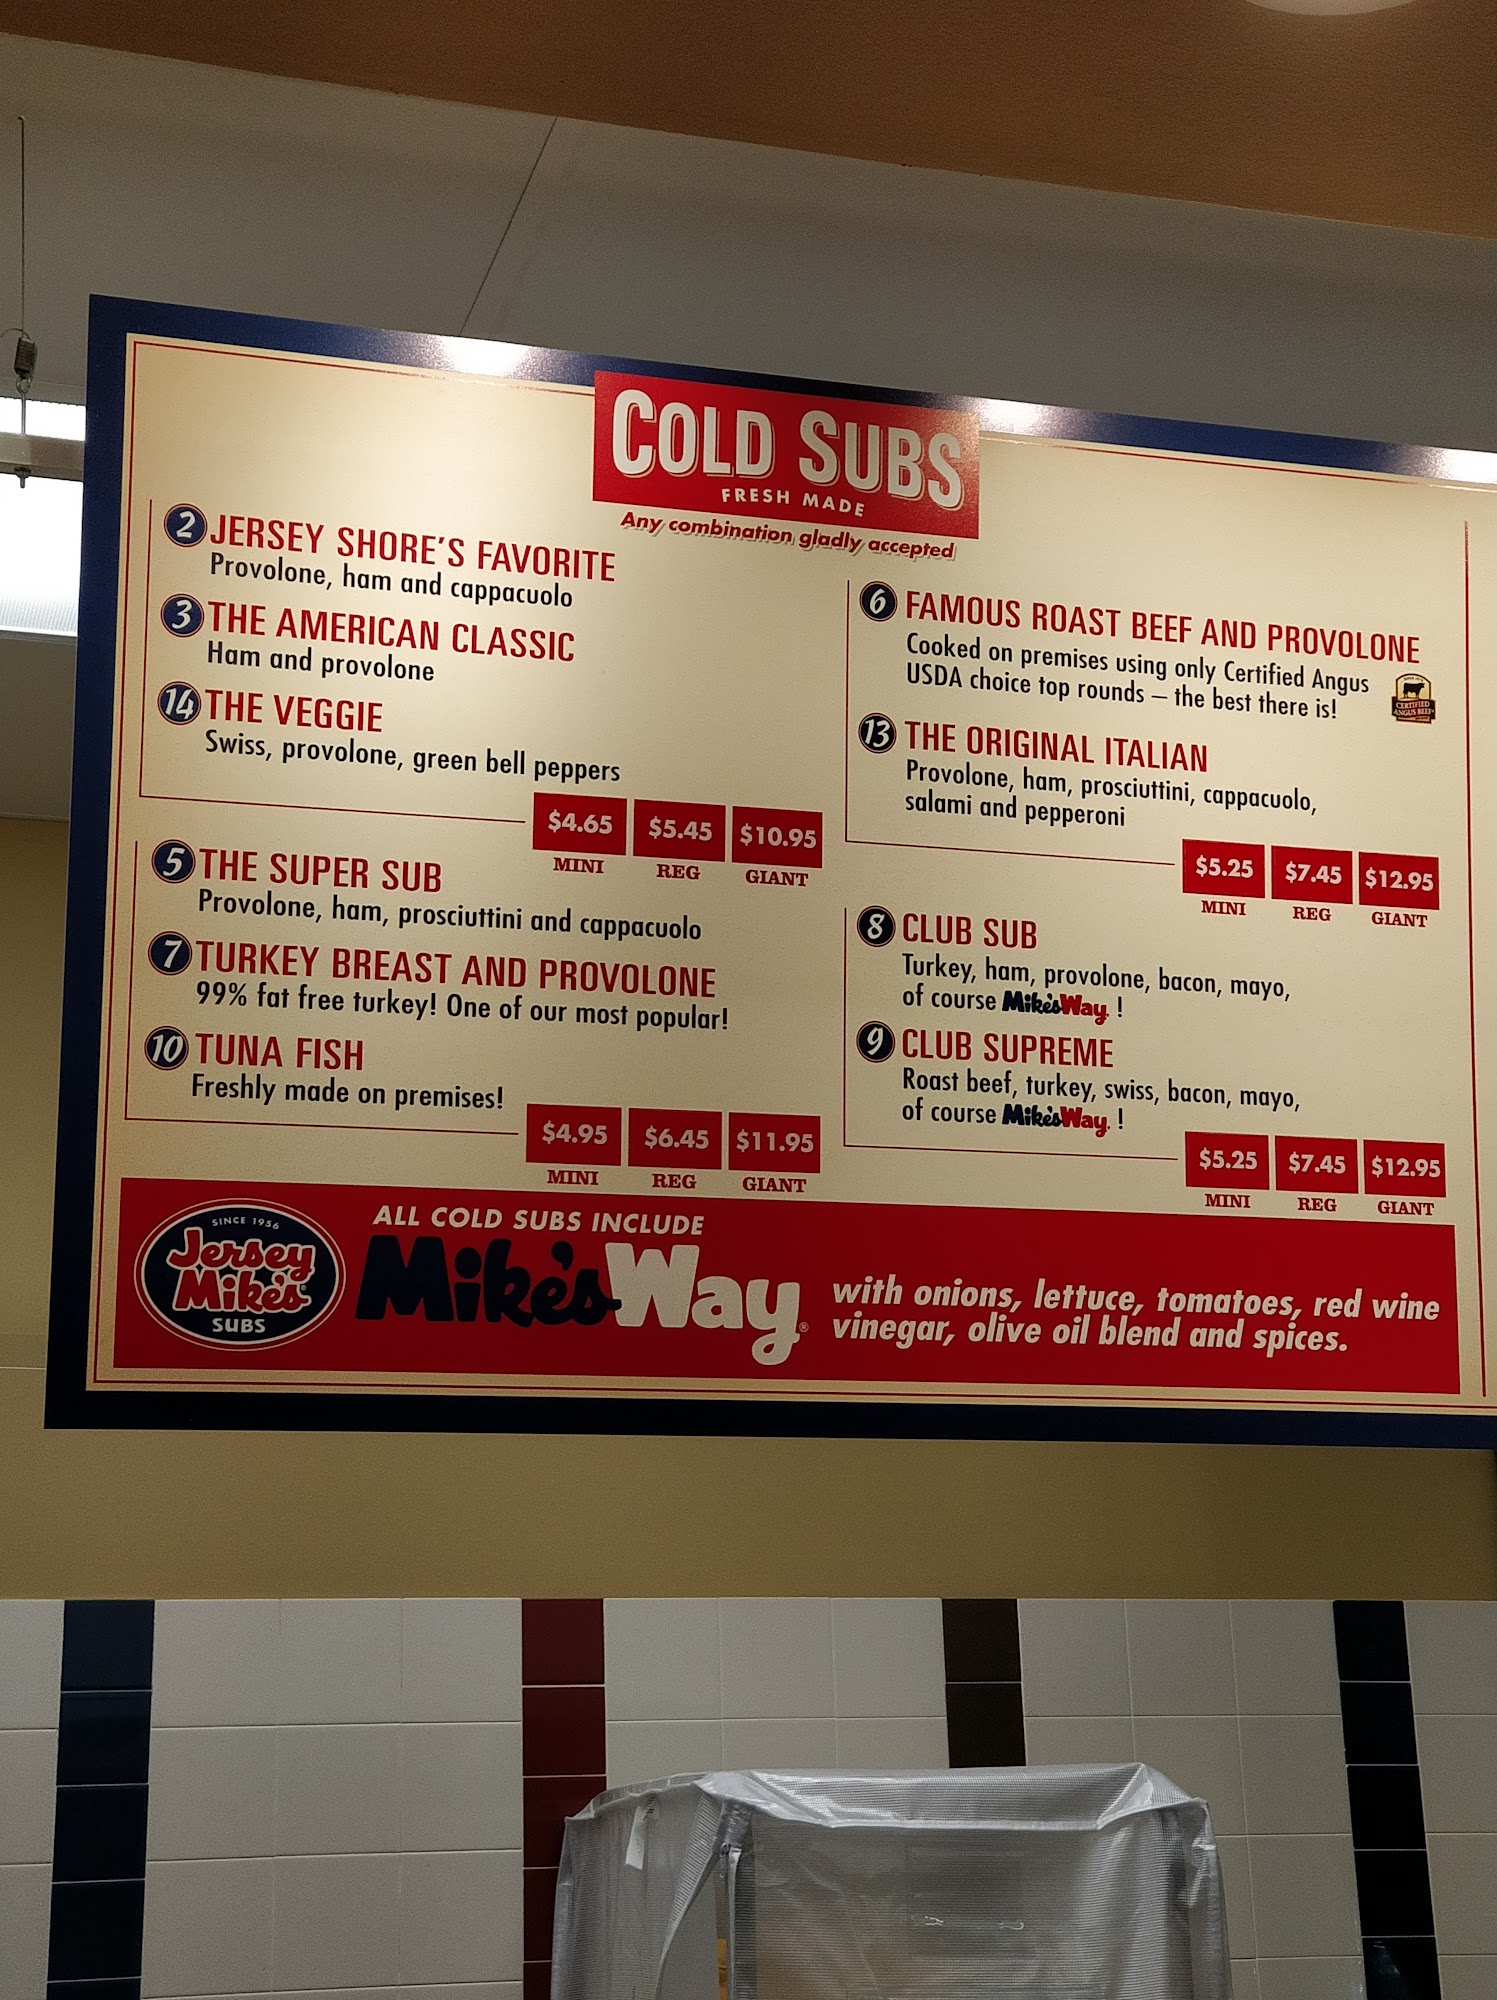 COLD SUBS
FRESH MADE
Any combination gladly accepted
2 JERSEY SHORE'S FAVORITE
Provolone, ham and cappacuolo
3 THE AMERICAN CLASSIC
Ham and provolone
14 THE VEGGIE
Swiss, provolone, green bell peppers
$4.65 $5.45 $10.95
MINI REG GIANT
5 THE SUPER SUB
Provolone, ham, prosciuttini and cappacuolo
7 TURKEY BREAST AND PROVOLONE
99% fat free turkey! One of our most popular!
10 TUNA FISH
Freshly made on premises!
$4.95 $6.45 $11.95
MINI REG GIANT
6 FAMOUS ROAST BEEF AND PROVOLONE
Cooked on premises using only Certified Angus
USDA choice top rounds – the best there is!
CERTIFIED
ANGUS BEEF
13 THE ORIGINAL ITALIAN
Provolone, ham, prosciuttini, cappacuolo,
salami and pepperoni
$5.25 $7.45 $12.95
MINI REG GIANT
8 CLUB SUB
Turkey, ham, provolone, bacon, mayo,
of course Mike's Way !
9 CLUB SUPREME
Roast beef, turkey, swiss, bacon, mayo,
of course Mike's Way !
$5.25 $7.45 $12.95
MINI REG GIANT
SINCE 1956
Jersey
Mike's
SUBS
ALL COLD SUBS INCLUDE
Mike's Way®
with onions, lettuce, tomatoes, red wine
vinegar, olive oil blend and spices.